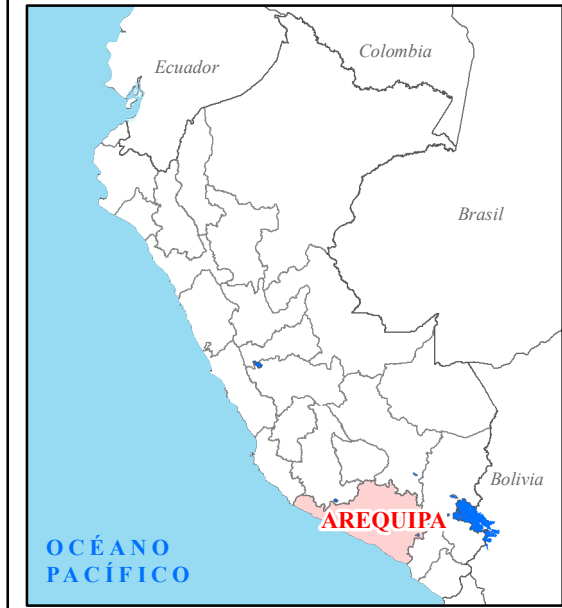 Colombia
Ecuador
Brasil
Bolivia
AREQUIPA
OCÉANO
PACÍFICO